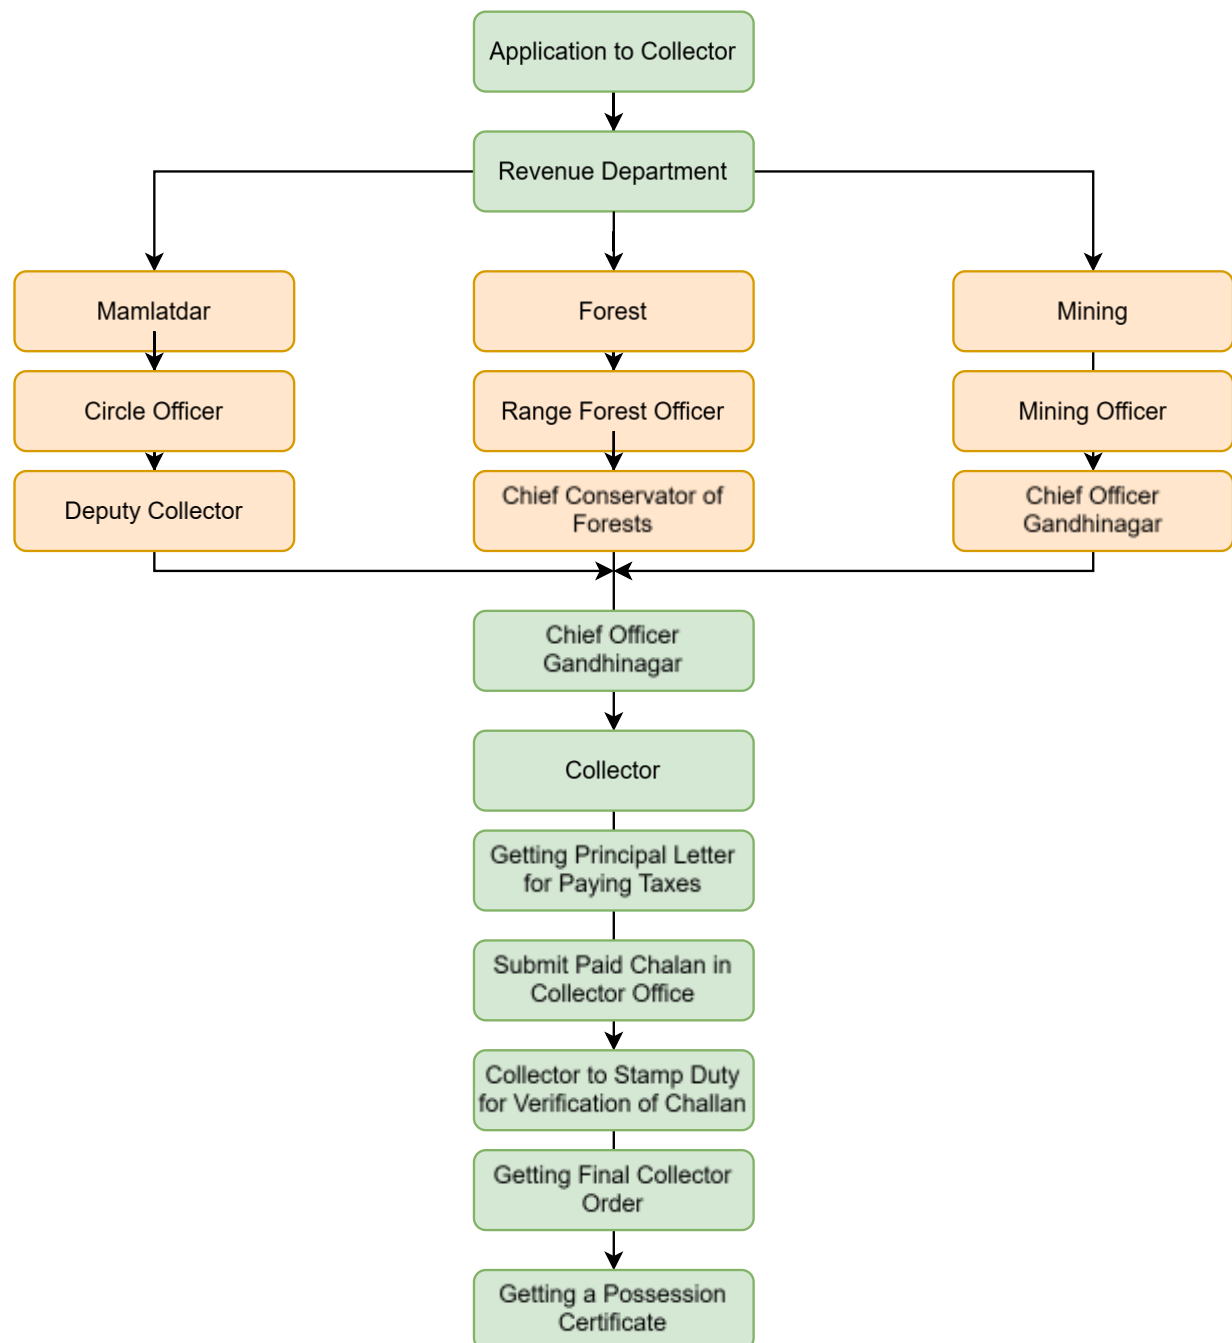 Application to Collector
Revenue Department
Mamlatdar
Forest
Mining
Circle Officer
Range Forest Officer
Mining Officer
Deputy Collector
Chief Conservator of
Forests
Chief Officer
Gandhinagar
Chief Officer
Gandhinagar
Collector
Getting Principal Letter
for Paying Taxes
Submit Paid Chalan in
Collector Office
Collector to Stamp Duty
for Verification of Challan
Getting Final Collector
Order
Getting a Possession
Certificate